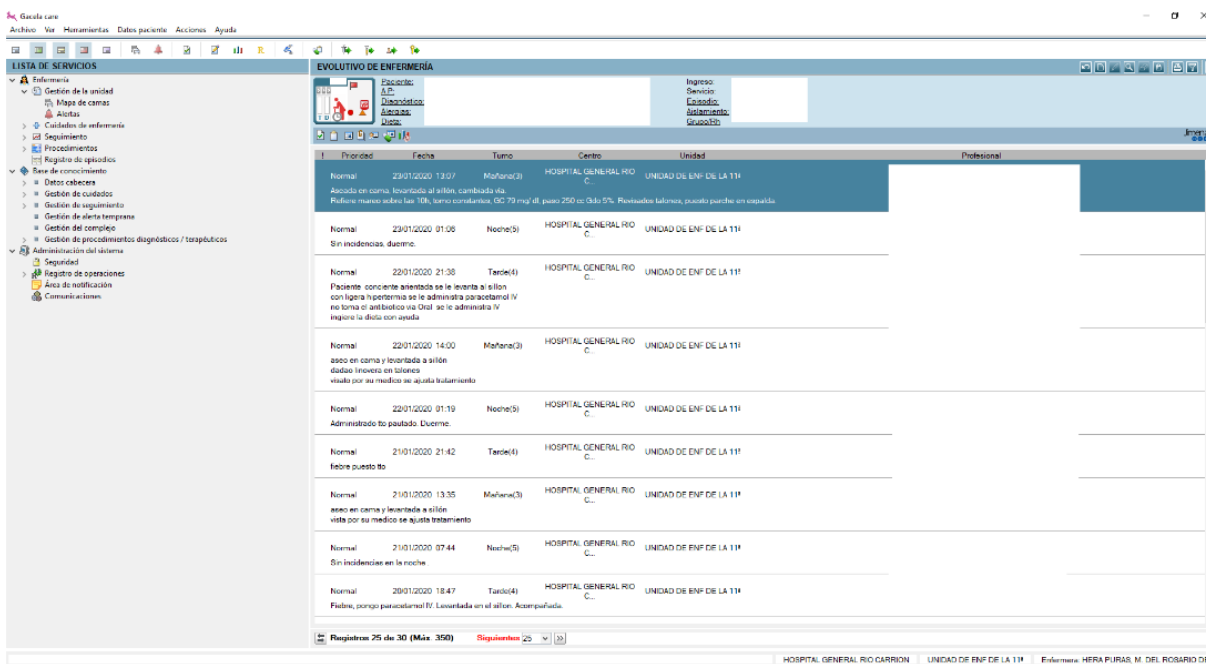 Gacela care
Archivo Ver Herramientas Datos paciente Acciones Ayuda
LISTA DE SERVICIOS
Enfermería
Gestión de la unidad
Mapa de camas
Alertas
Cuidados de enfermería
Seguimiento
Procedimientos
Registro de episodios
Base de conocimiento
Datos cabecera
Gestión de cuidados
Gestión de seguimiento
Gestión de alerta temprana
Gestión del complejo
Gestión de procedimientos diagnósticos / terapéuticos
Administración del sistema
Seguridad
Registro de operaciones
Área de notificación
Comunicaciones
EVOLUTIVO DE ENFERMERÍA
Paciente: Ingreso:
A.P: Servicio:
Diagnóstico: Episodio:
Alergias: Aislamiento:
Dieta: Grupo/Rh
! Prioridad Fecha Turno Centro Unidad Profesional
Normal 23/01/2020 13:07 Mañana(3) HOSPITAL GENERAL RIO C... UNIDAD DE ENF DE LA 11ª
Aseada en cama, levantada al sillón, cambiada vía.
Refiere mareo sobre las 10h, tomo constantes, GC 79 mg/ dl, paso 250 cc Gdo 5%. Revisados talones, puesto parche en espalda
Normal 23/01/2020 01:06 Noche(5) HOSPITAL GENERAL RIO C... UNIDAD DE ENF DE LA 11ª
Sin incidencias, duerme.
Normal 22/01/2020 21:38 Tarde(4) HOSPITAL GENERAL RIO C... UNIDAD DE ENF DE LA 11ª
Paciente conciente arientada se le levanta al sillon
con ligera hipertermia se le administra paracetamol IV
no toma el antibiotico via Oral se le administra IV
ingiere la dieta con ayuda
Normal 22/01/2020 14:00 Mañana(3) HOSPITAL GENERAL RIO C... UNIDAD DE ENF DE LA 11ª
aseo en cama y levantada a sillón
dadao linovera en talones
visato por su medico se ajusta tratamiento
Normal 22/01/2020 01:19 Noche(5) HOSPITAL GENERAL RIO C... UNIDAD DE ENF DE LA 11ª
Administrado tto pautado. Duerme.
Normal 21/01/2020 21:42 Tarde(4) HOSPITAL GENERAL RIO C... UNIDAD DE ENF DE LA 11ª
fiebre puesto tto
Normal 21/01/2020 13:35 Mañana(3) HOSPITAL GENERAL RIO C... UNIDAD DE ENF DE LA 11ª
aseo en cama y levantada a sillón
vista por su medico se ajusta tratamiento
Normal 21/01/2020 07:44 Noche(5) HOSPITAL GENERAL RIO C... UNIDAD DE ENF DE LA 11ª
Sin incidencias en la noche
Normal 20/01/2020 18:47 Tarde(4) HOSPITAL GENERAL RIO C... UNIDAD DE ENF DE LA 11ª
Fiebre, pongo paracetamol IV. Levantada en el sillon. Acompañada.
Registros 25 de 30 (Máx. 350) Siguientes 25
HOSPITAL GENERAL RIO CARRION UNIDAD DE ENF DE LA 11ª Enfermera: HERA PURAS, M. DEL ROSARIO DE